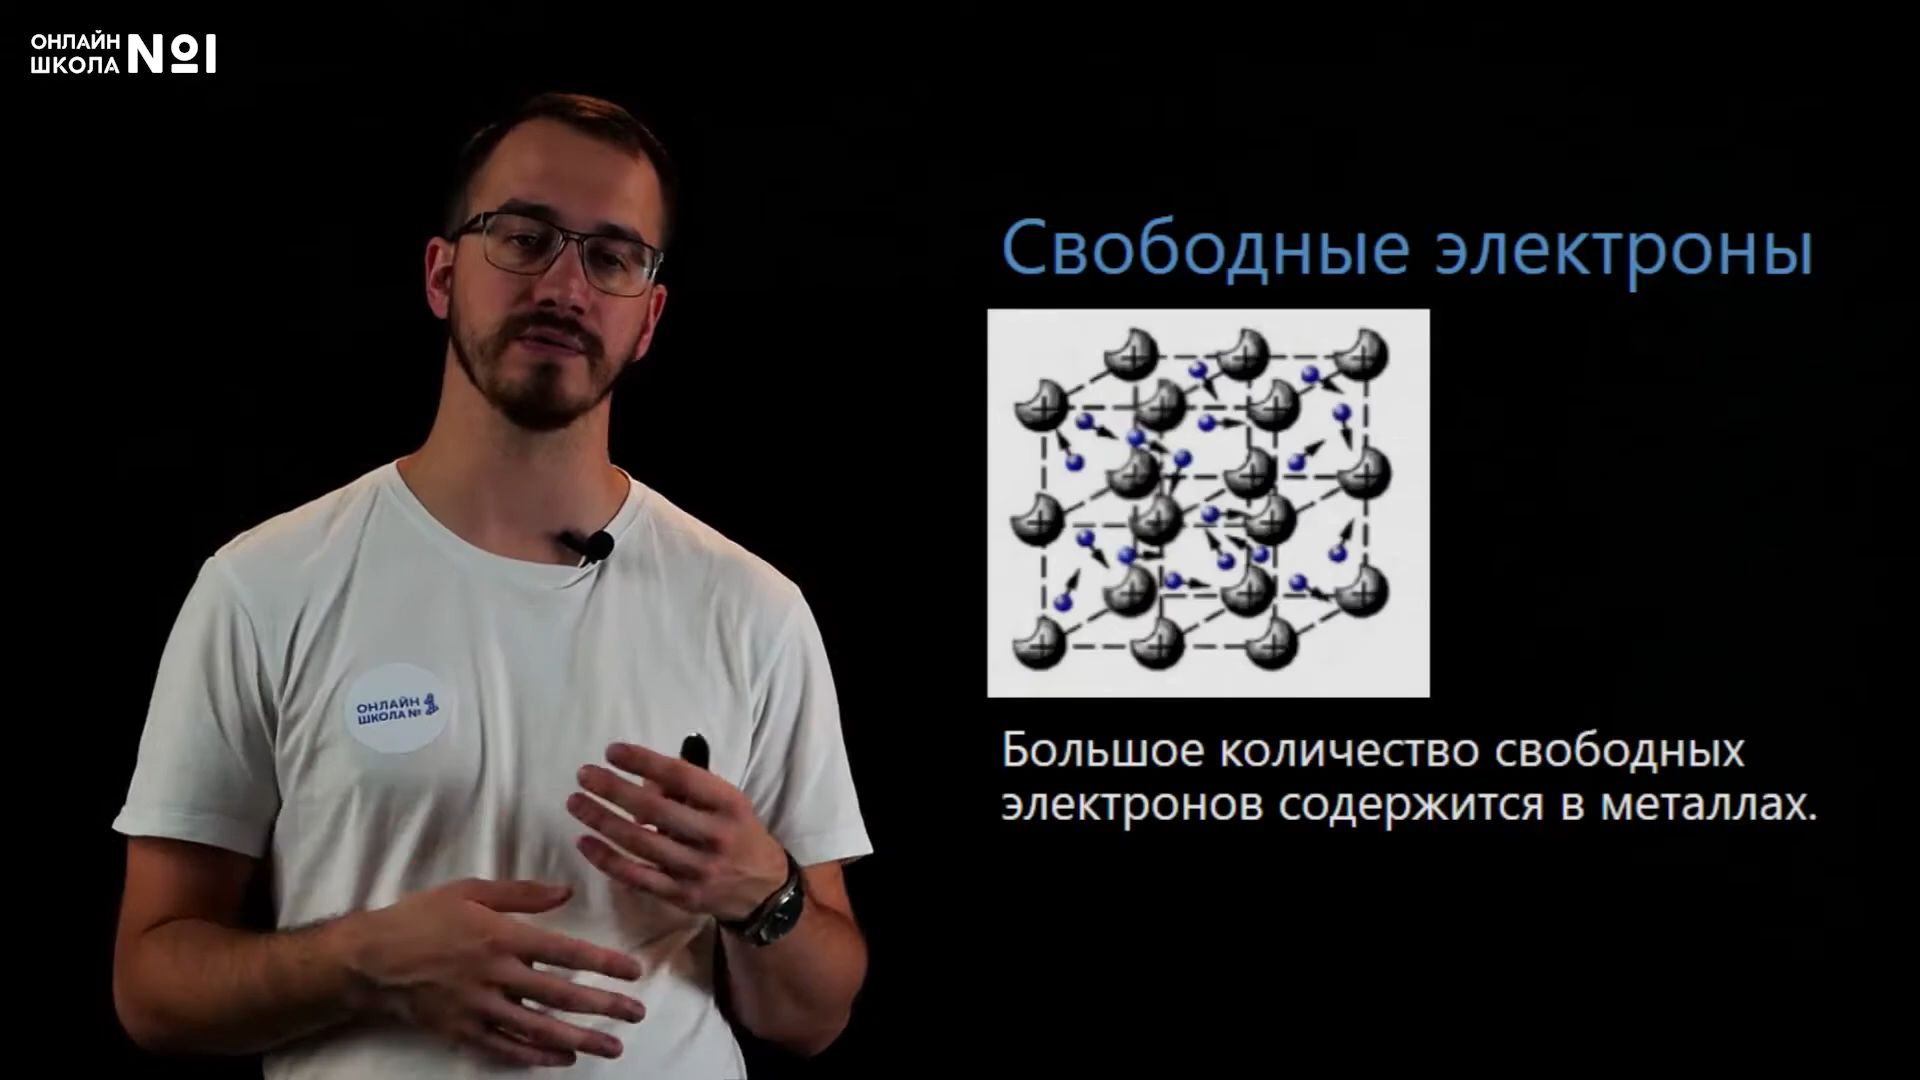 ОНЛАЙН
ШКОЛА №1
Свободные электроны
Большое количество свободных
электронов содержится в металлах.
ОНЛАЙН
ШКОЛА №1